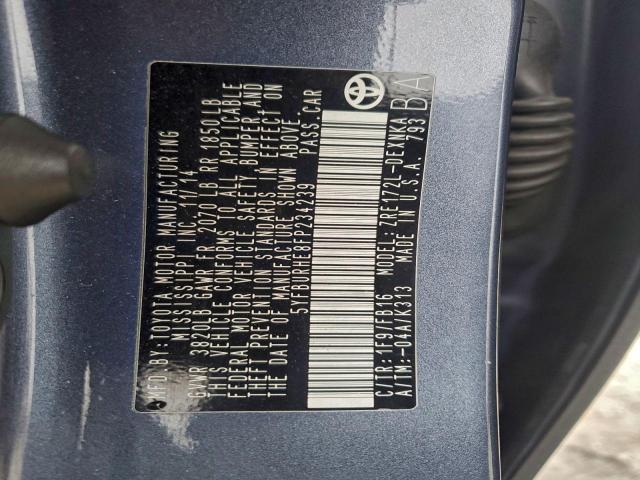 MFD BY: TOYOTA MOTOR MANUFACTURING
MISSISSIPPI INC. 11/14
GVWR 3820LB GAWR FR 2070 LB RR 1850LB
THIS VEHICLE CONFORMS TO ALL APPLICABLE
FEDERAL MOTOR VEHICLE SAFETY, BUMPER, AND
THEFT PREVENTION STANDARDS IN EFFECT ON
THE DATE OF MANUFACTURE SHOWN ABOVE.
5YFBURHE8FP234239 PASS.CAR
C/TR:1F9/FB16 MODEL:ZRE172L-DEXNKA
A/TM:-04A/K313 MADE IN U.S.A. 793 BA